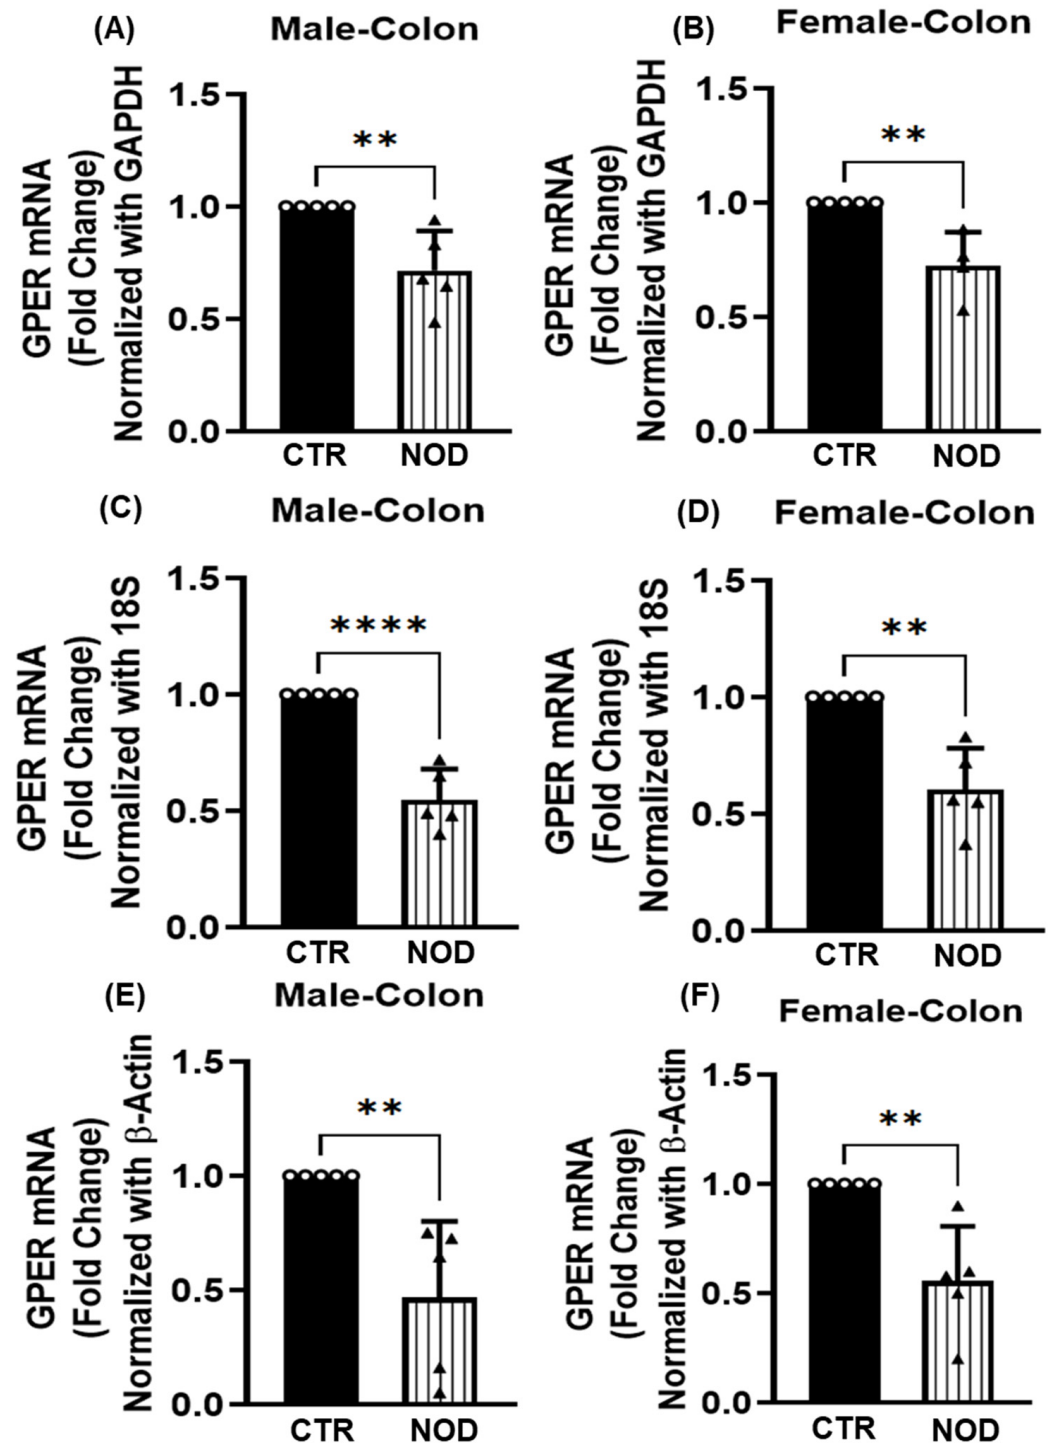 (A) Male-Colon
GPER mRNA
(Fold Change)
Normalized with GAPDH
1.5
1.0
0.5
0.0
**
CTR NOD
(B) Female-Colon
GPER mRNA
(Fold Change)
Normalized with GAPDH
1.5
1.0
0.5
0.0
**
CTR NOD
(C) Male-Colon
GPER mRNA
(Fold Change)
Normalized with 18S
1.5
1.0
0.5
0.0
****
CTR NOD
(D) Female-Colon
GPER mRNA
(Fold Change)
Normalized with 18S
1.5
1.0
0.5
0.0
**
CTR NOD
(E) Male-Colon
GPER mRNA
(Fold Change)
Normalized with β-Actin
1.5
1.0
0.5
0.0
**
CTR NOD
(F) Female-Colon
GPER mRNA
(Fold Change)
Normalized with ß-Actin
1.5
1.0
0.5
0.0
**
CTR NOD